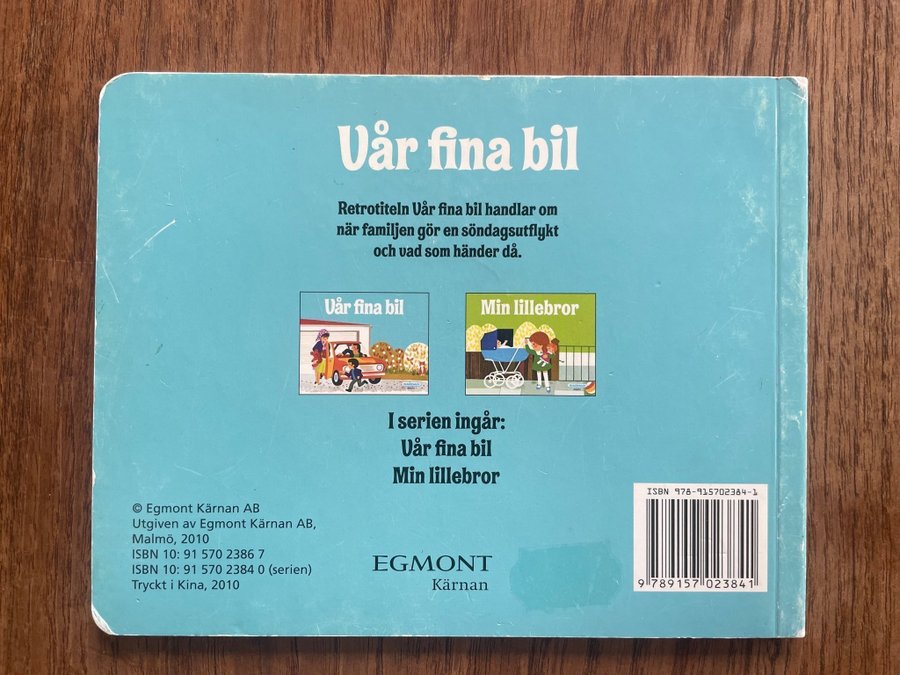 Vår fina bil
Retrotiteln Vår fina bil handlar om
när familjen gör en söndagsutflykt
och vad som händer då.
Vår fina bil
Min lillebror
I serien ingår:
Vår fina bil
Min lillebror
© Egmont Kärnan AB
Utgiven av Egmont Kärnan AB,
Malmö, 2010
ISBN 10: 91 570 2386 7
ISBN 10: 91 570 2384 0 (serien)
Tryckt i Kina, 2010
EGMONT
Kärnan
ISBN 978-915702384-1
9 789157 023841